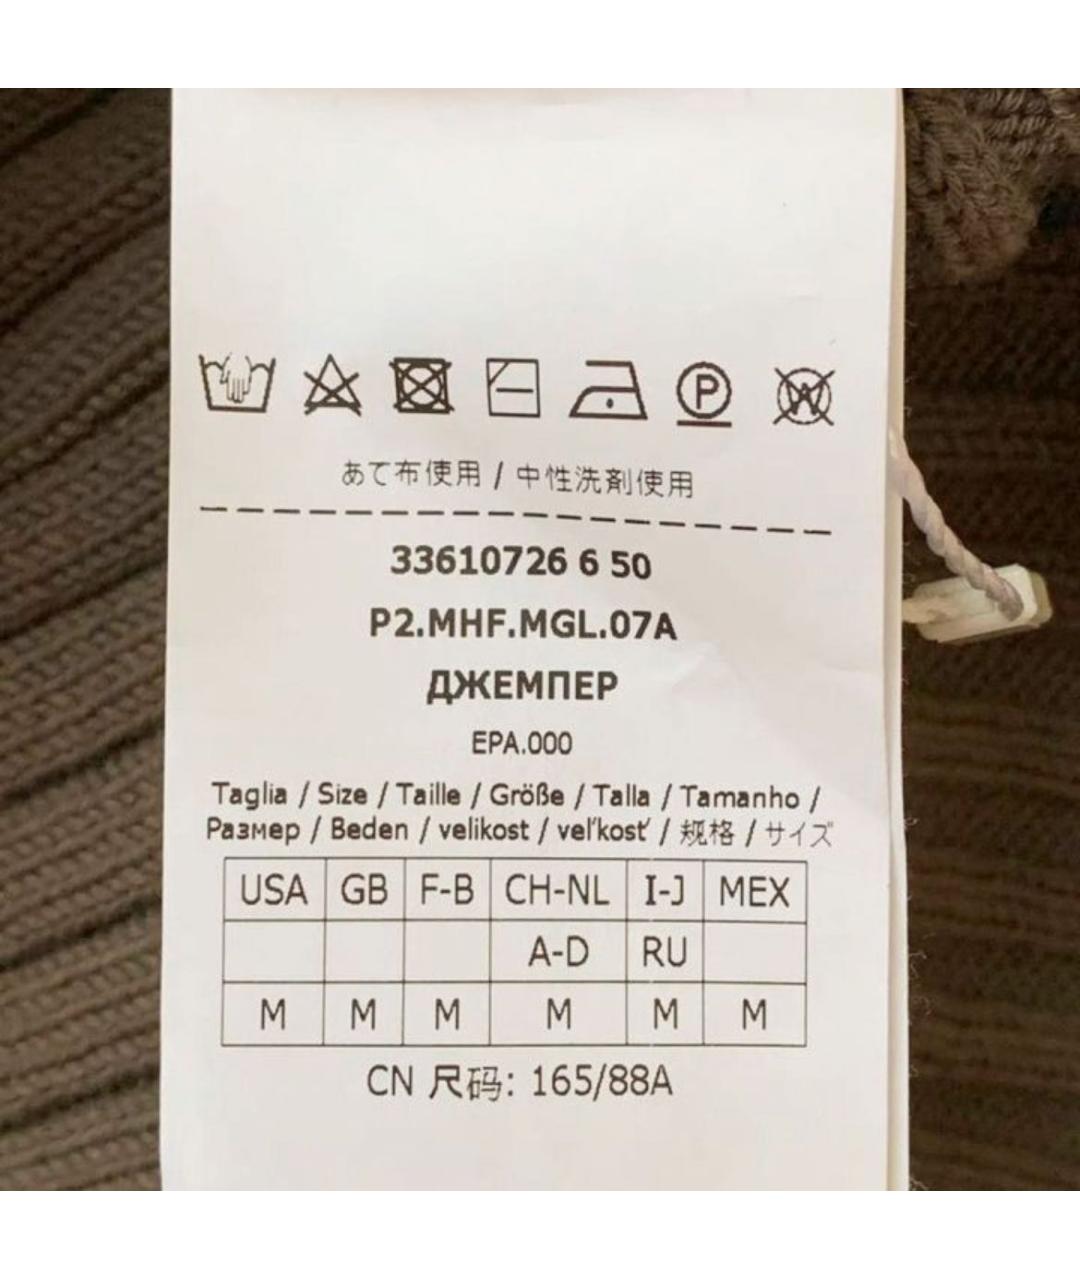 P W
あて布使用 / 中性洗剤使用
33610726 6 50
P2.MHF.MGL.07A
ДЖЕМПЕР
EPA.000
Taglia / Size / Taille / Größe / Talla / Tamanho /
Размер / Beden / velikost / veľkosť / 规格 / サイズ
USA GB F-B CH-NL I-J MEX
A-D RU
M M M M M M
CN 尺码: 165/88A